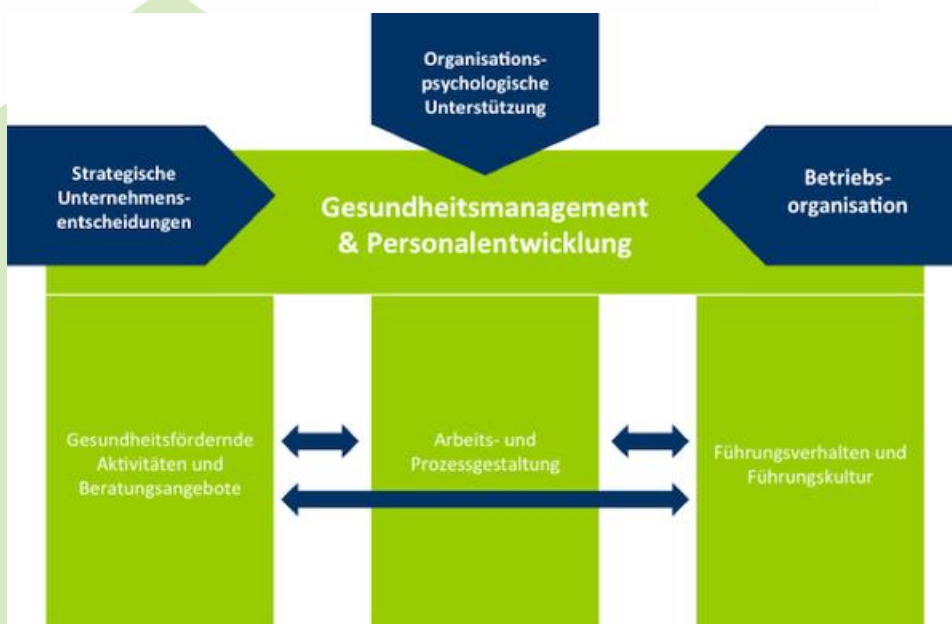 Organisations-
psychologische
Unterstützung
Strategische
Unternehmens-
entscheidungen
Gesundheitsmanagement
& Personalentwicklung
Betriebs-
organisation
Gesundheitsfördernde
Aktivitäten und
Beratungsangebote
Arbeits- und
Prozessgestaltung
Führungsverhalten und
Führungskultur